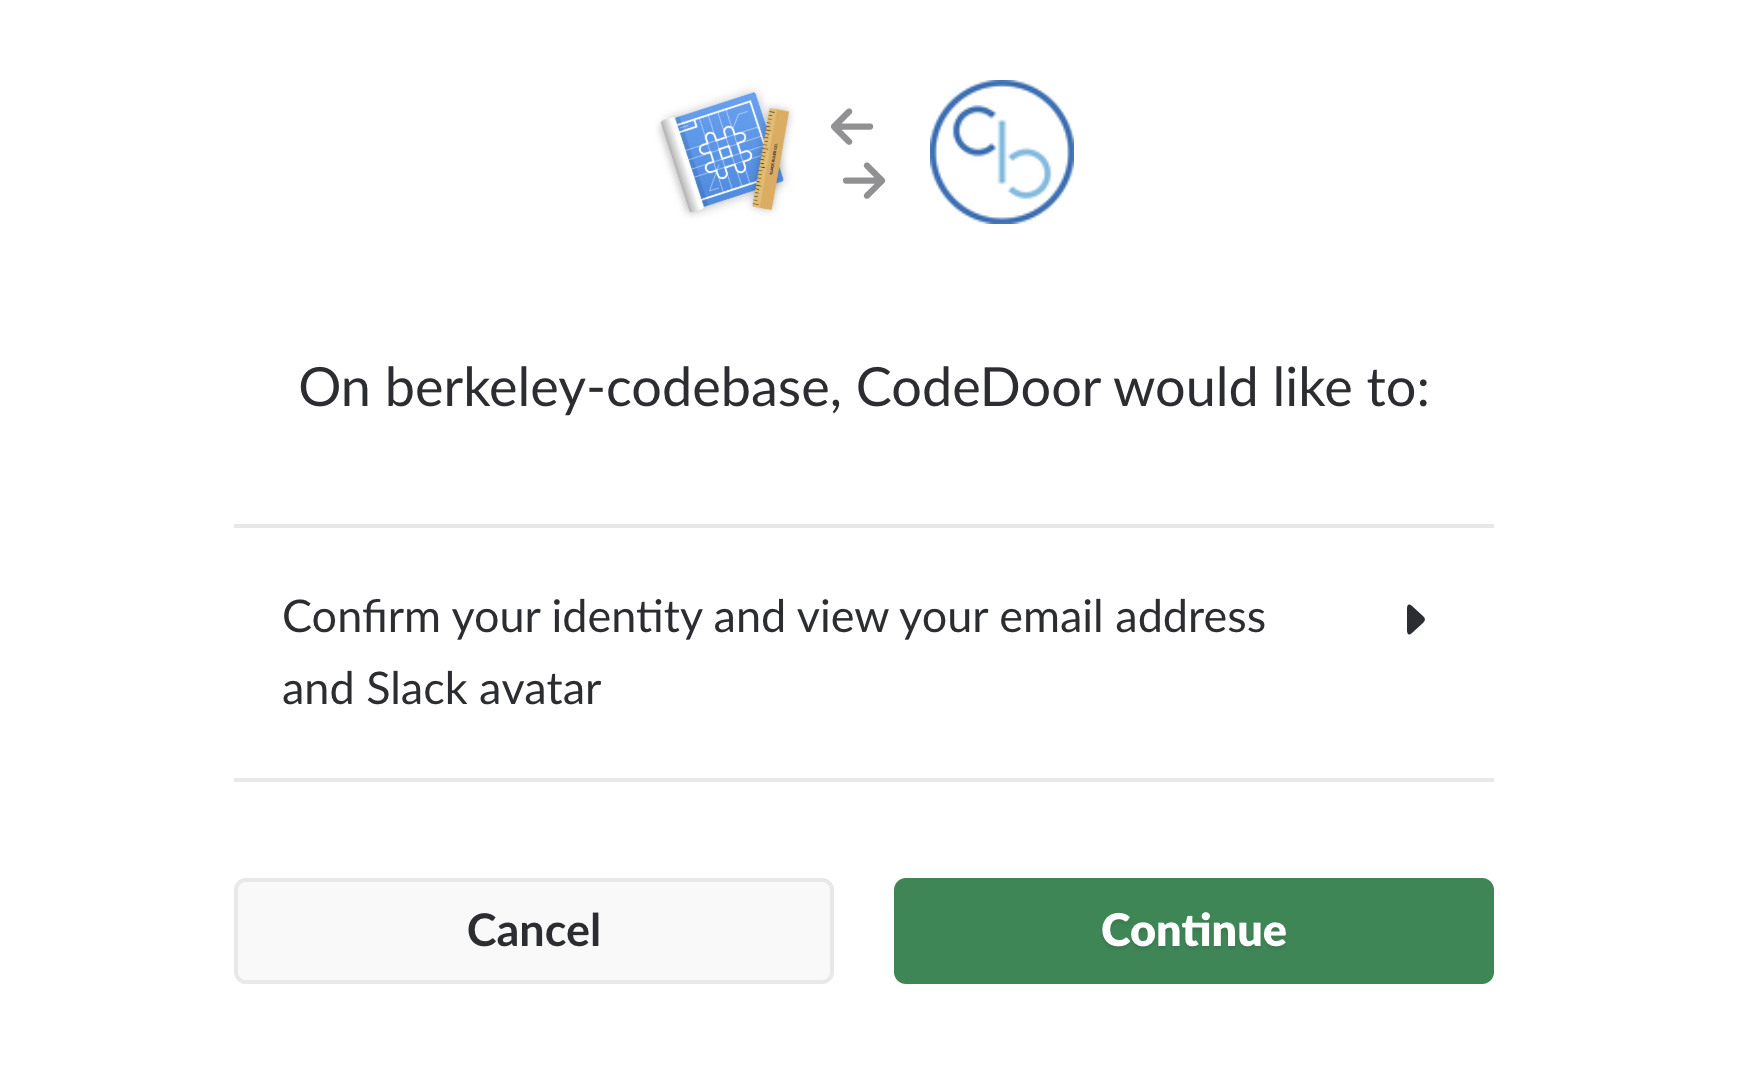 On berkeley-codebase, CodeDoor would like to:
Confirm your identity and view your email address
and Slack avatar
Cancel
Continue